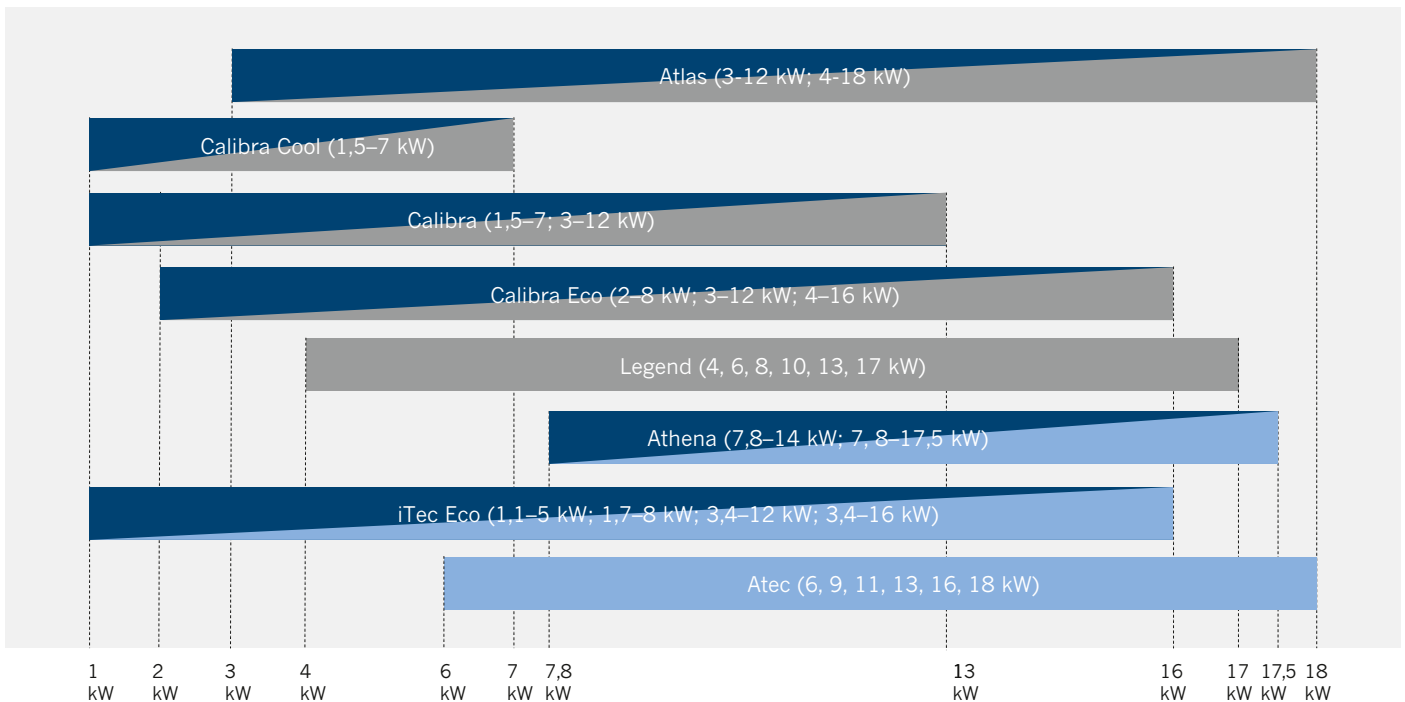 Atlas (3-12 kW; 4-18 kW)
Calibra Cool (1,5–7 kW)
Calibra (1,5–7; 3–12 kW)
Calibra Eco (2–8 kW; 3–12 kW; 4–16 kW)
Legend (4, 6, 8, 10, 13, 17 kW)
Athena (7,8–14 kW; 7, 8–17,5 kW)
iTec Eco (1,1–5 kW; 1,7–8 kW; 3,4–12 kW; 3,4–16 kW)
Atec (6, 9, 11, 13, 16, 18 kW)
1 2 3 4 6 7 7,8 13 16 17 17,5 18
kW kW kW kW kW kW kW kW kW kW kW kW